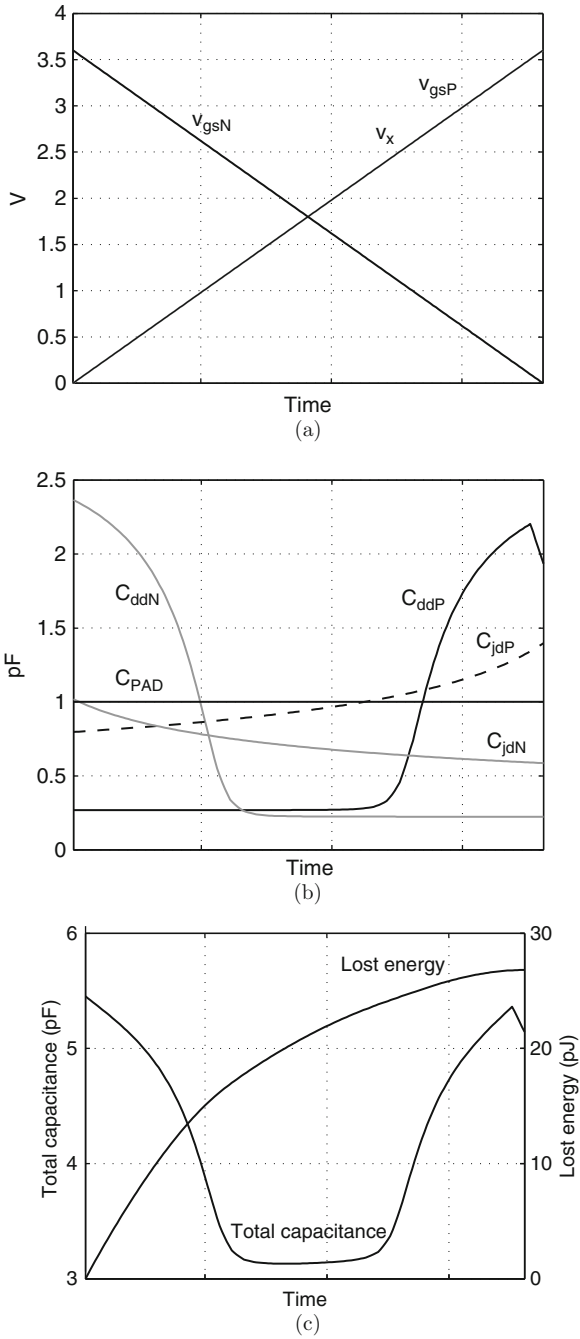 4
3.5
3
2.5
2
1.5
1
0.5
0
V
v_gsN
v_gsP
v_x
Time
(a)
2.5
2
1.5
1
0.5
0
pF
C_ddN
C_ddP
C_jdP
C_PAD
C_jdN
Time
(b)
6
5
4
3
Total capacitance (pF)
30
20
10
0
Lost energy (pJ)
Lost energy
Total capacitance
Time
(c)